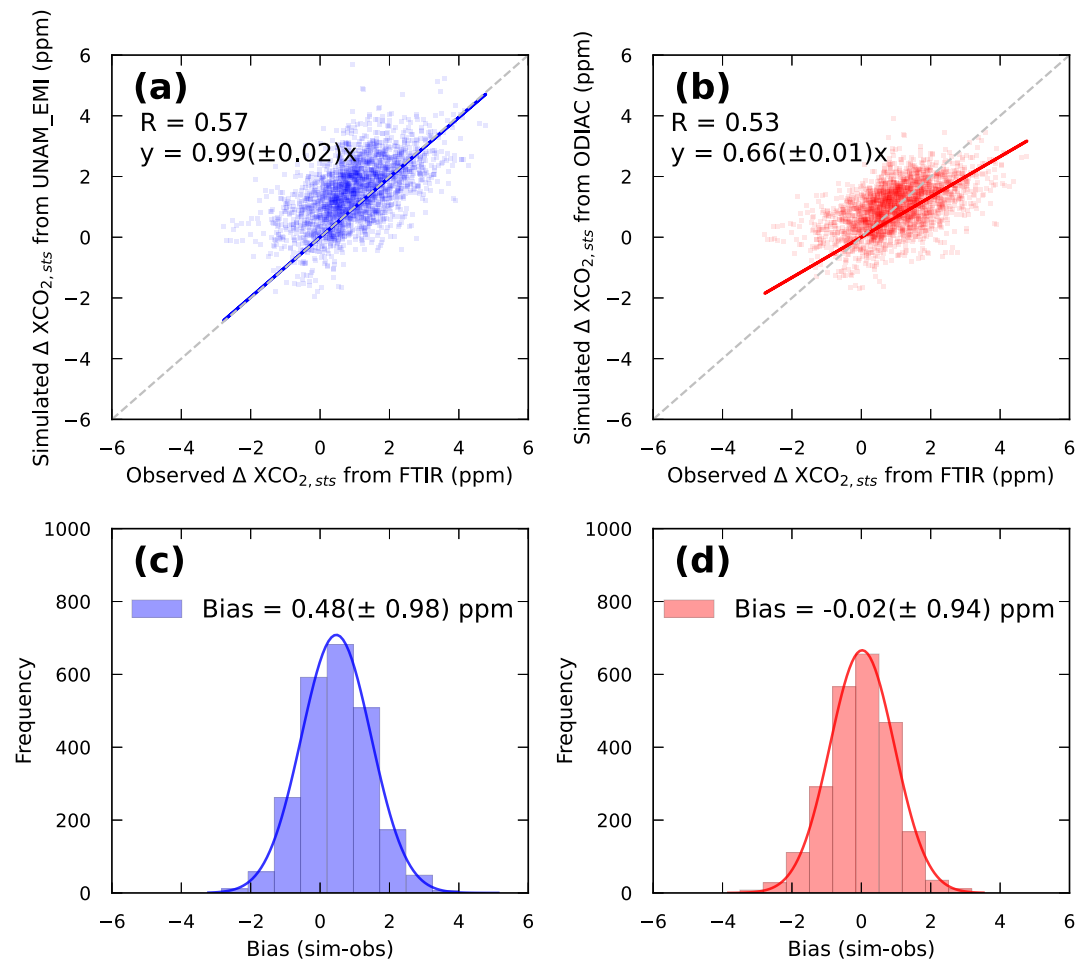 (a)
R = 0.57
y = 0.99(±0.02)x
6
4
2
0
−2
−4
−6
−6 −4 −2 0 2 4 6
Simulated Δ XCO2,sts from UNAM_EMI (ppm)
Observed Δ XCO2,sts from FTIR (ppm)
(b)
R = 0.53
y = 0.66(±0.01)x
6
4
2
0
−2
−4
−6
−6 −4 −2 0 2 4 6
Simulated Δ XCO2,sts from ODIAC (ppm)
Observed Δ XCO2,sts from FTIR (ppm)
(c)
Bias = 0.48(± 0.98) ppm
1000
800
600
400
200
0
−6 −4 −2 0 2 4 6
Frequency
Bias (sim-obs)
(d)
Bias = -0.02(± 0.94) ppm
1000
800
600
400
200
0
−6 −4 −2 0 2 4 6
Frequency
Bias (sim-obs)